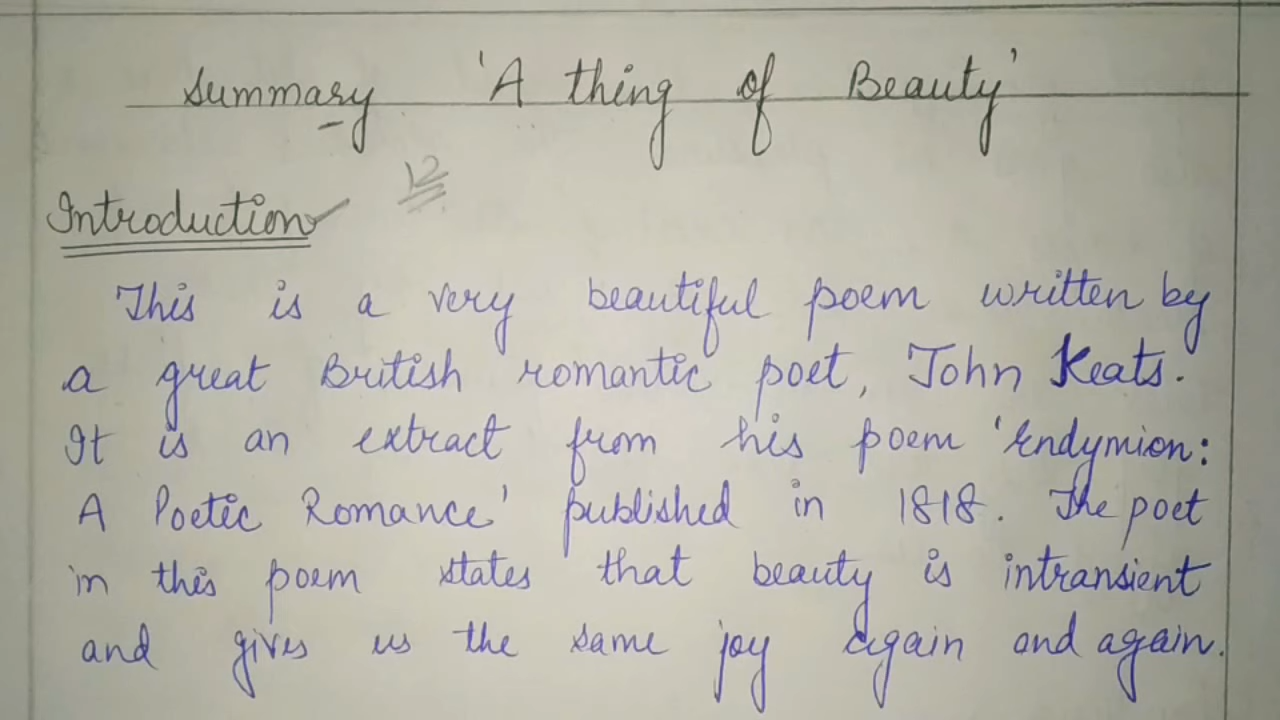 Summary 'A thing of Beauty'
12
Introduction
This is a very beautiful poem written by
a great British romantic poet, John Keats.
It is an extract from his poem 'Endymion:
A Poetic Romance' published in 1818. The poet
in this poem states that beauty is intransient
and gives us the same joy again and again.